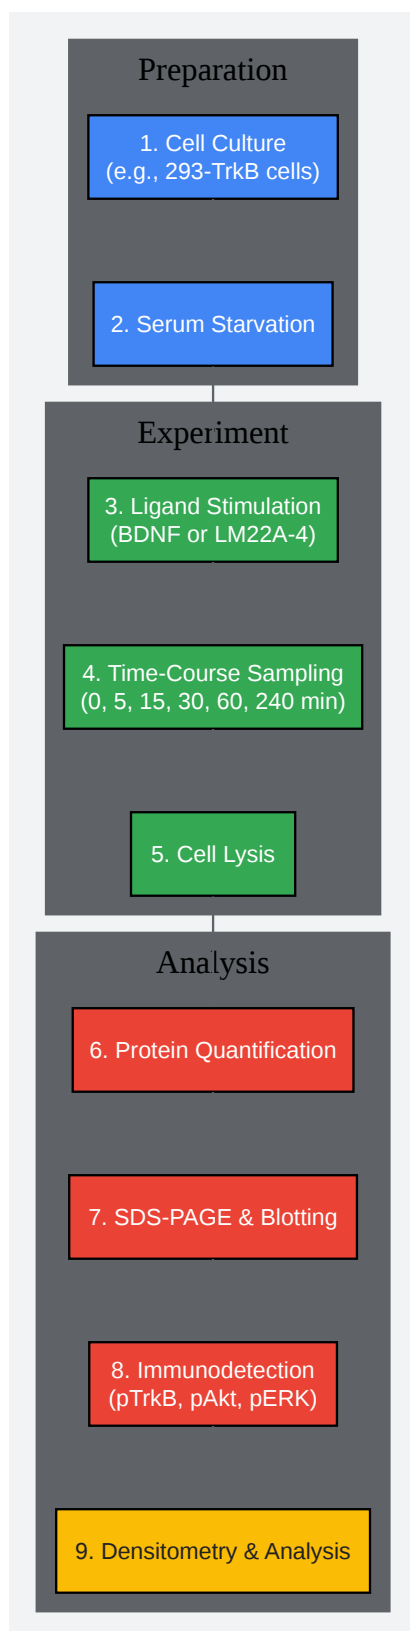 Preparation
1. Cell Culture
(e.g., 293-TrkB cells)
2. Serum Starvation
Experiment
3. Ligand Stimulation
(BDNF or LM22A-4)
4. Time-Course Sampling
(0, 5, 15, 30, 60, 240 min)
5. Cell Lysis
Analysis
6. Protein Quantification
7. SDS-PAGE & Blotting
8. Immunodetection
(pTrkB, pAkt, pERK)
9. Densitometry & Analysis